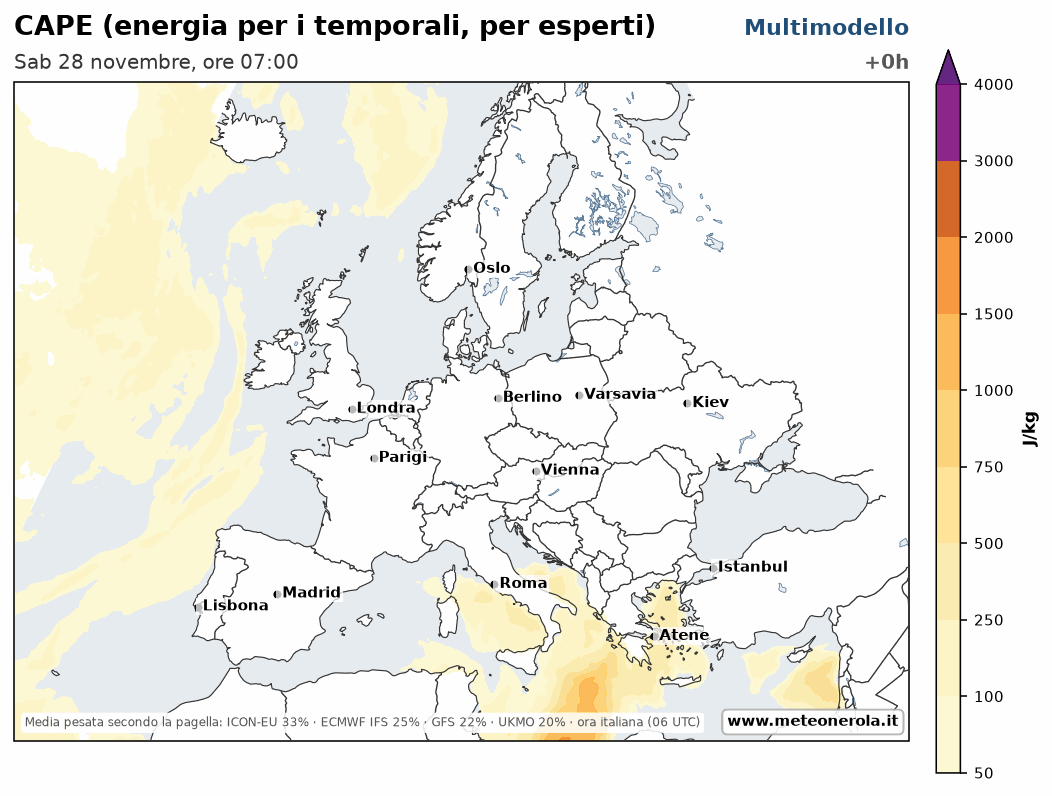 CAPE (energia per i temporali, per esperti)
Multimodello
Sab 28 novembre, ore 07:00
+0h
4000
3000
2000
1500
1000
750
500
250
100
50
J/kg
Oslo
Berlino
Varsavia
Kiev
Londra
Parigi
Vienna
Istanbul
Roma
Madrid
Lisbona
Atene
Media pesata secondo la pagella: ICON-EU 33% · ECMWF IFS 25% · GFS 22% · UKMO 20% · ora italiana (06 UTC)
www.meteonerola.it